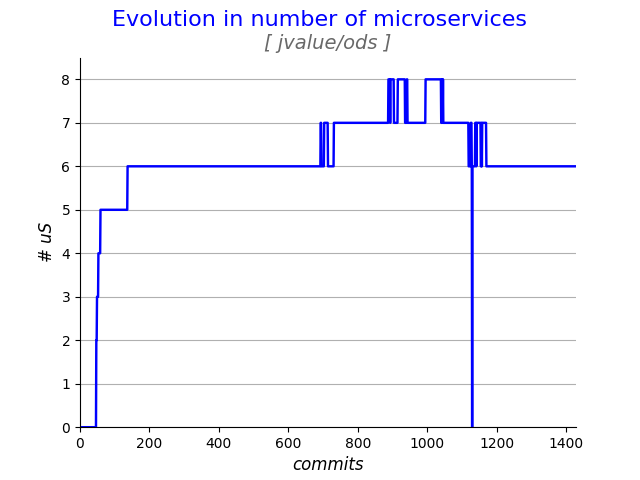 Evolution in number of microservices
[ jvalue/ods ]
8
7
6
5
4
3
2
1
0
# uS
0 200 400 600 800 1000 1200 1400
commits